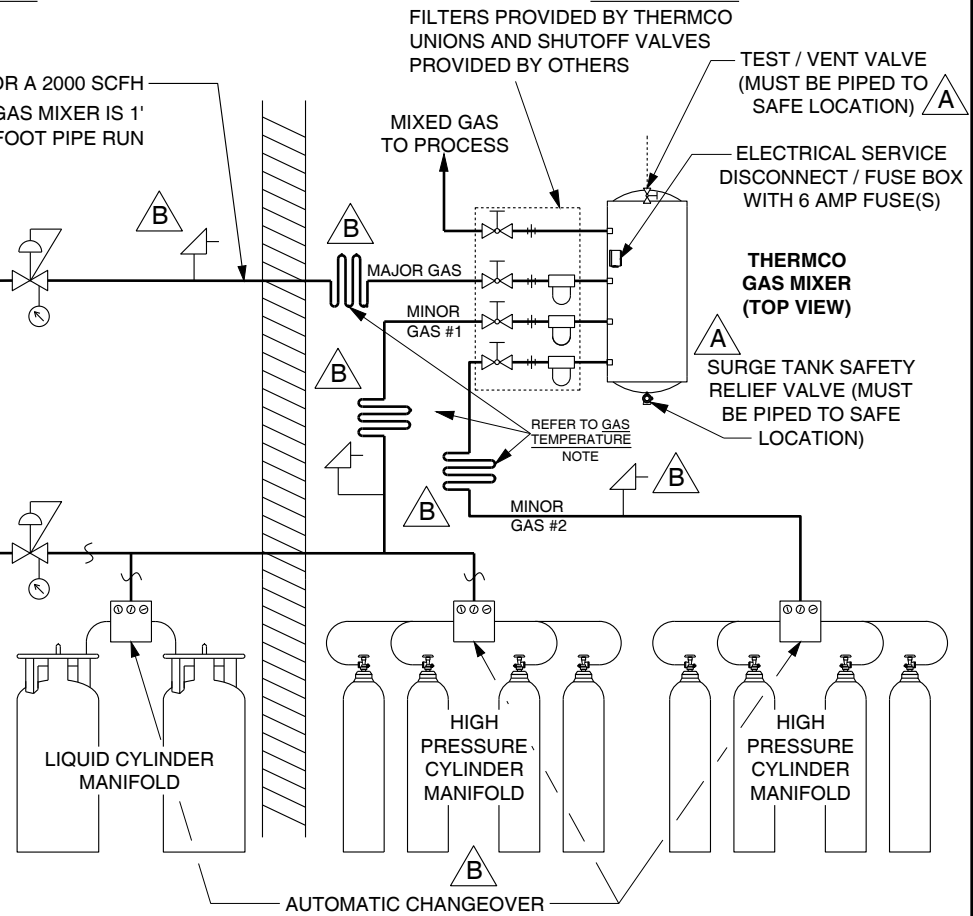 FILTERS PROVIDED BY THERMCO
UNIONS AND SHUTOFF VALVES
PROVIDED BY OTHERS
TEST / VENT VALVE
(MUST BE PIPED TO
SAFE LOCATION)
A
OR A 2000 SCFH
GAS MIXER IS 1'
FOOT PIPE RUN
MIXED GAS
TO PROCESS
ELECTRICAL SERVICE
DISCONNECT / FUSE BOX
WITH 6 AMP FUSE(S)
B
B
MAJOR GAS
THERMCO
GAS MIXER
(TOP VIEW)
MINOR
GAS #1
A
B
SURGE TANK SAFETY
RELIEF VALVE (MUST
BE PIPED TO SAFE
LOCATION)
REFER TO GAS
TEMPERATURE
NOTE
B
B
MINOR
GAS #2
LIQUID CYLINDER
MANIFOLD
HIGH
PRESSURE
CYLINDER
MANIFOLD
HIGH
PRESSURE
CYLINDER
MANIFOLD
B
AUTOMATIC CHANGEOVER